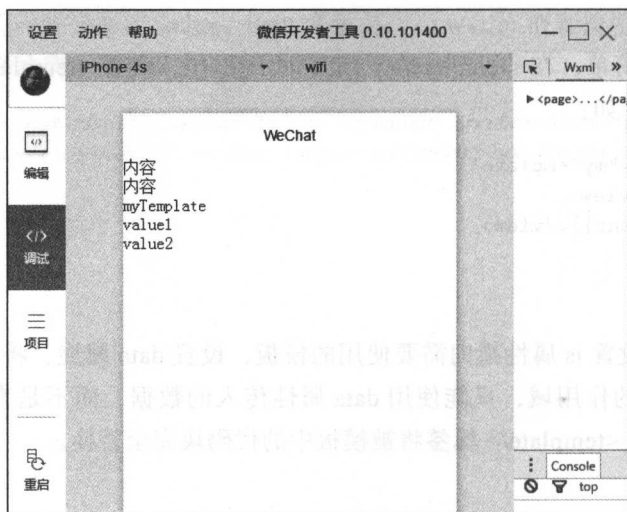 设置 动作 帮助 微信开发者工具 0.10.101400
iPhone 4s wifi Wxml »
<page>...</pa
WeChat
内容
内容
myTemplate
value1
value2
</>
编辑
</>
调试
项目
重启
Console
top